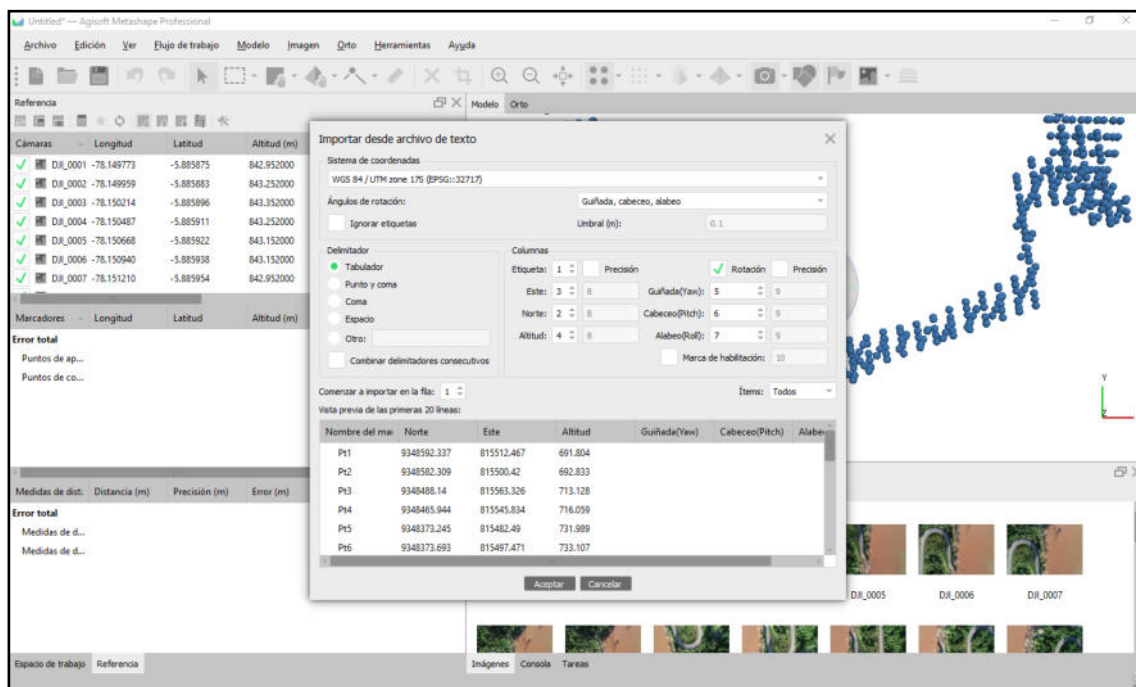 Untitled* — Agisoft Metashape Professional
Archivo Edición Ver Flujo de trabajo Modelo Imagen Orto Herramientas Ayuda
Referencia
Modelo Orto
Cámaras Longitud Latitud Altitud (m)
DJI_0001 -78.149773 -5.885875 842.952000
DJI_0002 -78.149959 -5.885883 843.252000
DJI_0003 -78.150214 -5.885896 843.352000
DJI_0004 -78.150487 -5.885911 843.252000
DJI_0005 -78.150668 -5.885922 843.152000
DJI_0006 -78.150940 -5.885938 843.152000
DJI_0007 -78.151210 -5.885954 842.952000
Marcadores Longitud Latitud Altitud (m)
Error total
Puntos de ap...
Puntos de co...
Medidas de dist. Distancia (m) Precisión (m) Error (m)
Error total
Medidas de d...
Medidas de d...
Espacio de trabajo Referencia
Importar desde archivo de texto
Sistema de coordenadas
WGS 84 / UTM zone 17S (EPSG::32717)
Ángulos de rotación: Guiñada, cabeceo, alabeo
Ignorar etiquetas Umbral (m): 0.1
Delimitador
Tabulador
Punto y coma
Coma
Espacio
Otro:
Combinar delimitadores consecutivos
Columnas
Etiqueta: 1 Precisión Rotación Precisión
Este: 3 8 Guiñada(Yaw): 5 9
Norte: 2 8 Cabeceo(Pitch): 6 9
Altitud: 4 8 Alabeo(Roll): 7 9
Marca de habilitación: 10
Comenzar a importar en la fila: 1 Ítems: Todos
Vista previa de las primeras 20 líneas:
Nombre del mar Norte Este Altitud Guiñada(Yaw) Cabeceo(Pitch) Alabeo
Pt1 9348592.337 815512.467 691.804
Pt2 9348582.309 815500.42 692.833
Pt3 9348488.14 815563.326 713.128
Pt4 9348465.944 815545.834 716.059
Pt5 9348373.245 815482.49 731.989
Pt6 9348373.693 815497.471 733.107
Aceptar Cancelar
Y
Z
DJI_0005 DJI_0006 DJI_0007
Imágenes Consola Tareas